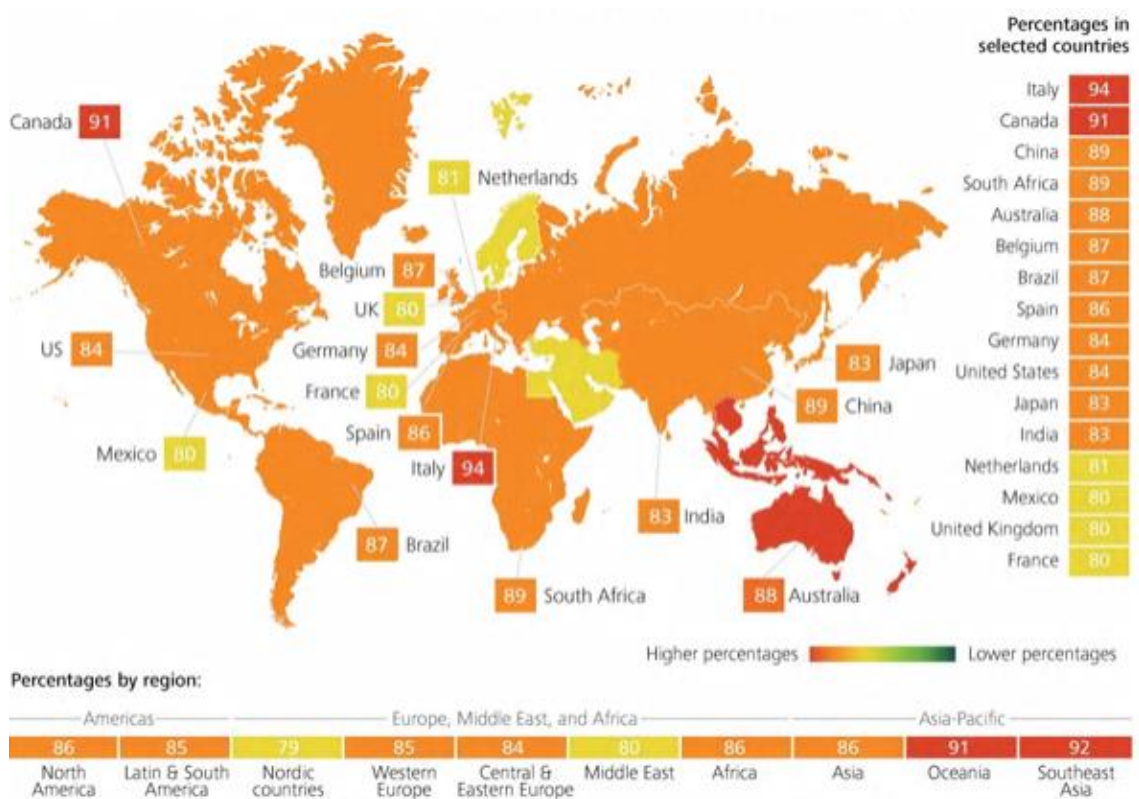 Percentages in
selected countries
Italy 94
Canada 91
China 89
South Africa 89
Australia 88
Belgium 87
Brazil 87
Spain 86
Germany 84
United States 84
Japan 83
India 83
Netherlands 81
Mexico 80
United Kingdom 80
France 80
Canada 91
81 Netherlands
Belgium 87
UK 80
US 84
Germany 84
83 Japan
France 80
89 China
Spain 86
Mexico 80
Italy 94
83 India
87 Brazil
89 South Africa
88 Australia
Higher percentages Lower percentages
Percentages by region:
Americas Europe, Middle East, and Africa Asia-Pacific
86 85 79 85 84 80 86 86 91 92
North Latin & South Nordic Western Central & Middle East Africa Asia Oceania Southeast
America America countries Europe Eastern Europe Asia